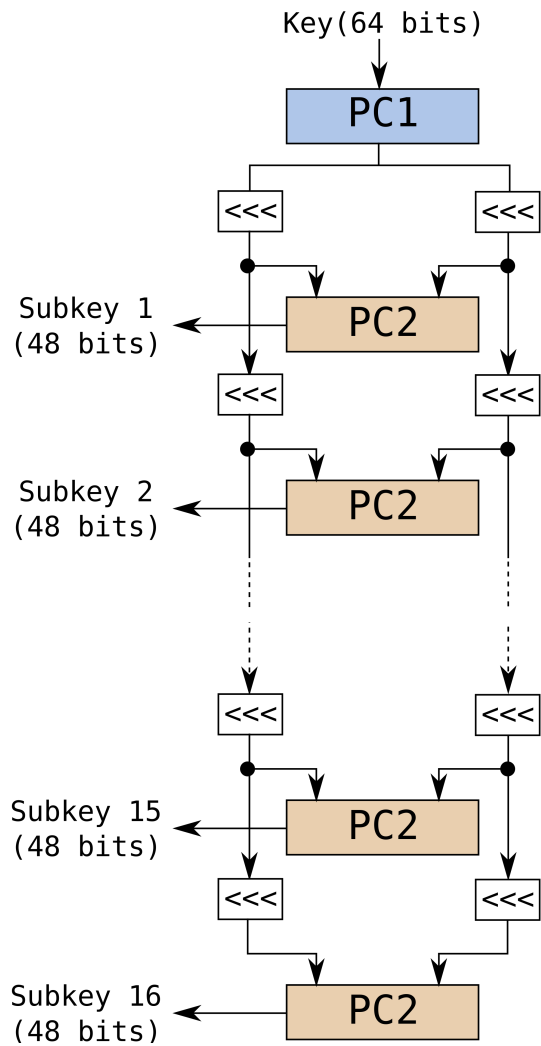 Key(64 bits)
PC1
<<< <<<
Subkey 1
(48 bits)
PC2
<<< <<<
Subkey 2
(48 bits)
PC2
<<< <<<
Subkey 15
(48 bits)
PC2
<<< <<<
Subkey 16
(48 bits)
PC2